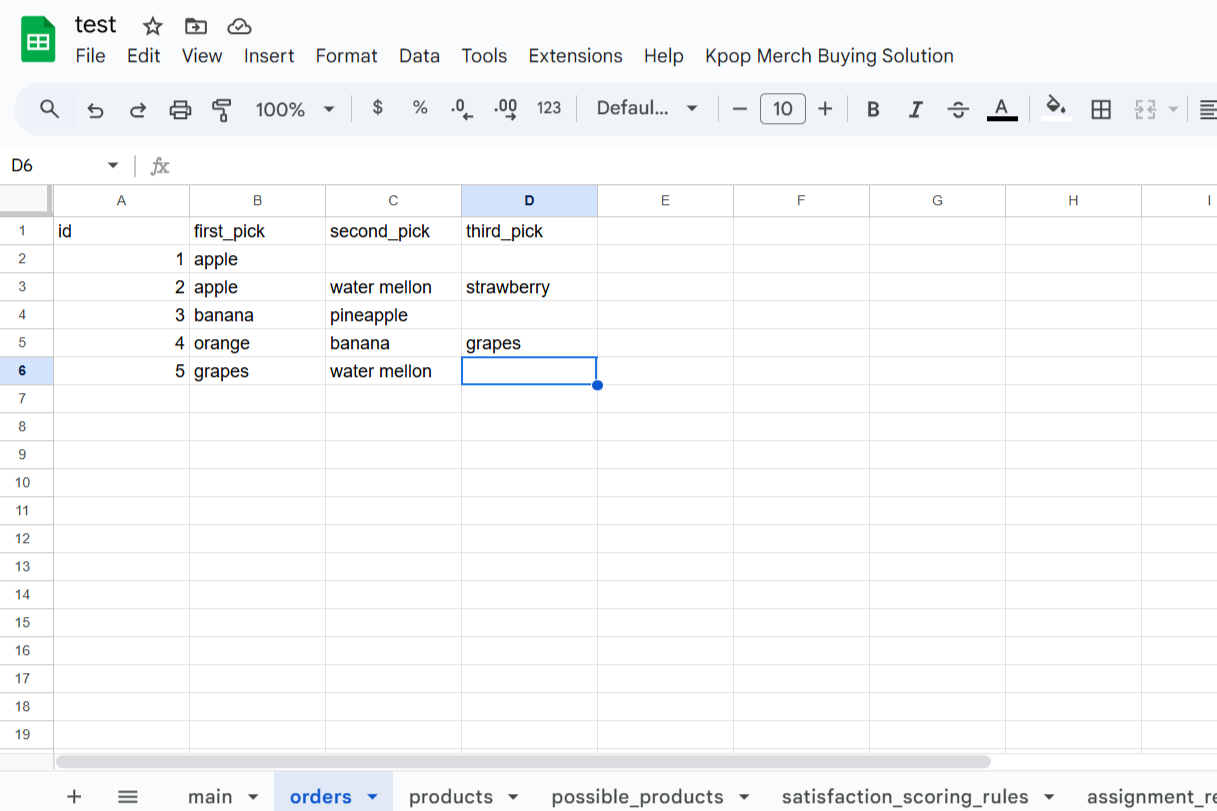 test
File Edit View Insert Format Data Tools Extensions Help Kpop Merch Buying Solution
100% $ % .0 .00 123 Defaul... 10 B I A
D6 fx
A B C D E F G H I
1 id first_pick second_pick third_pick
2 1 apple
3 2 apple water mellon strawberry
4 3 banana pineapple
5 4 orange banana grapes
6 5 grapes water mellon
7
8
9
10
11
12
13
14
15
16
17
18
19
main orders products possible_products satisfaction_scoring_rules assignment_re